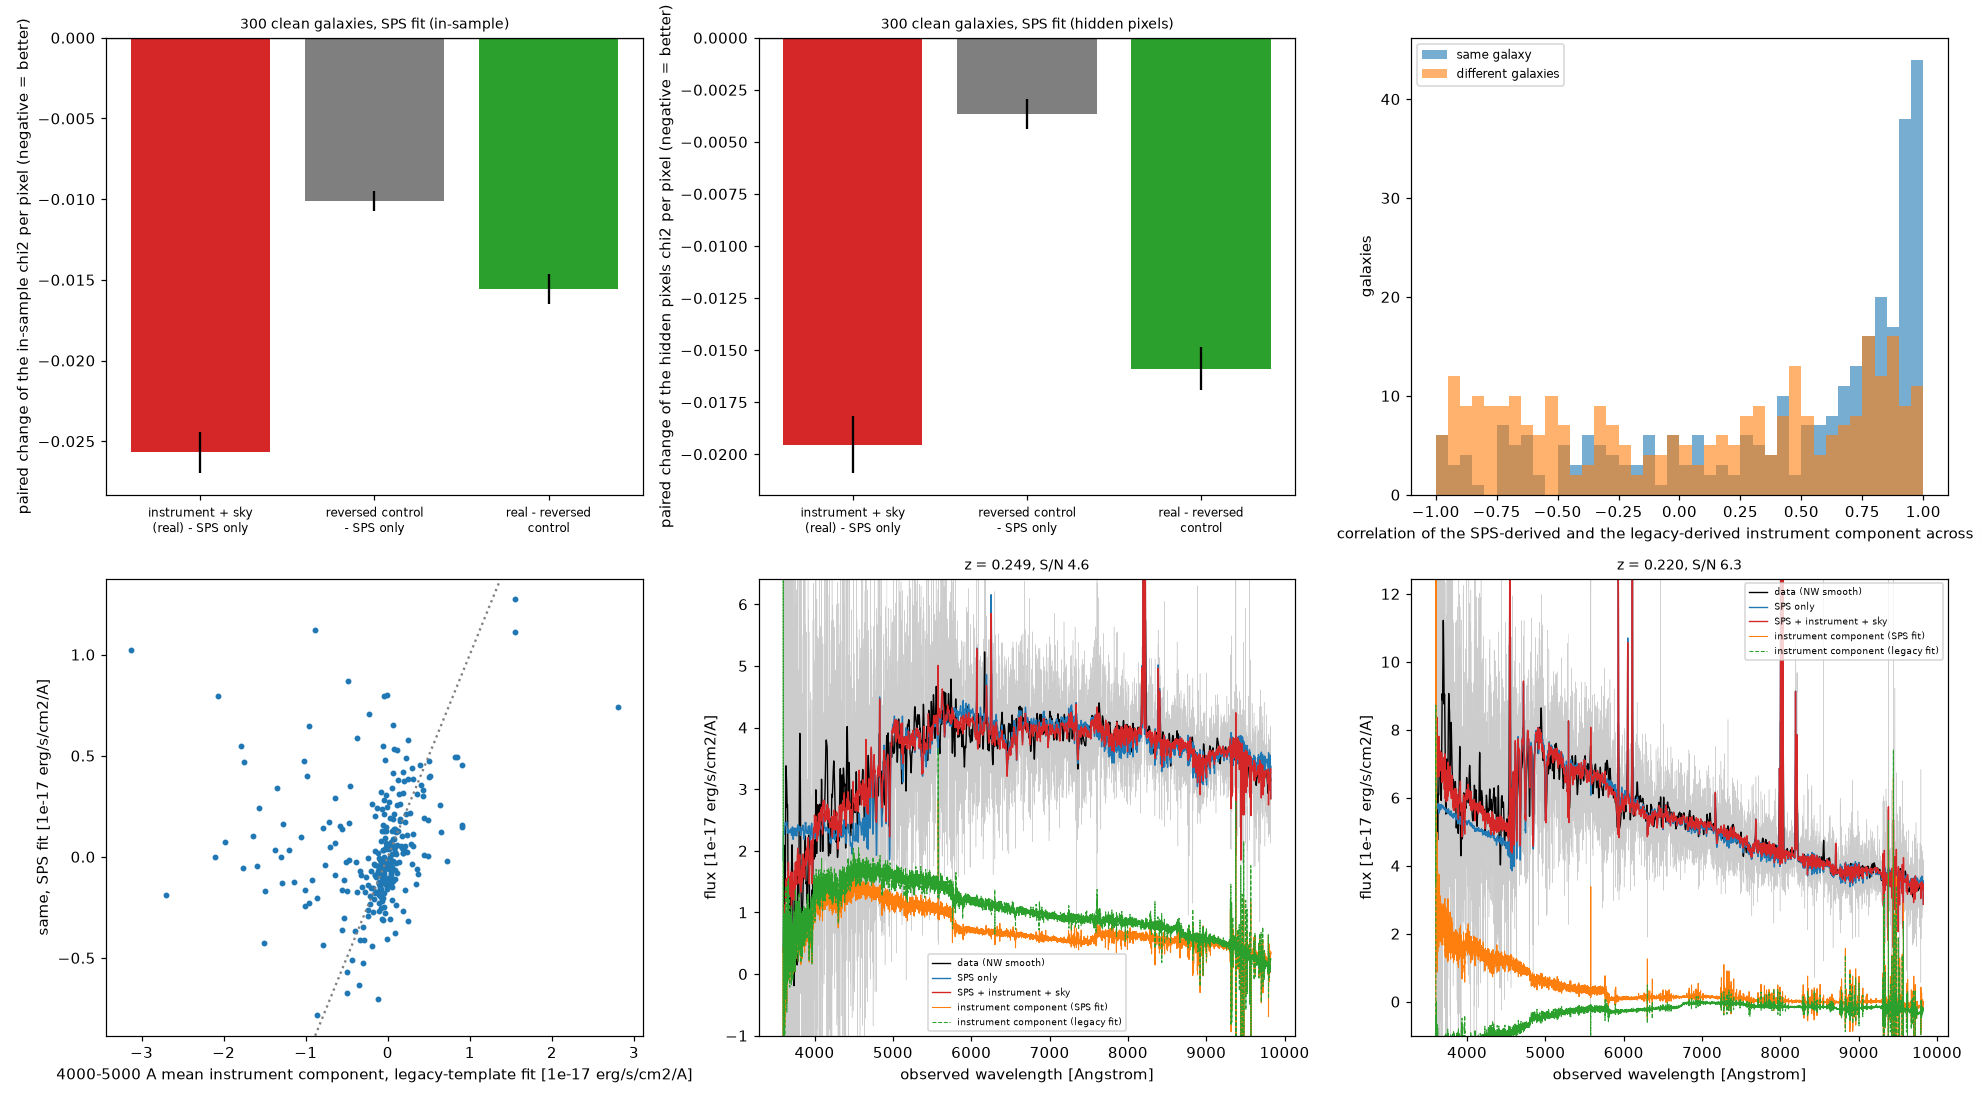 300 clean galaxies, SPS fit (in-sample)
paired change of the in-sample chi2 per pixel (negative = better)
0.000
−0.005
−0.010
−0.015
−0.020
−0.025
instrument + sky
(real) - SPS only
reversed control
- SPS only
real - reversed
control
300 clean galaxies, SPS fit (hidden pixels)
paired change of the hidden pixels chi2 per pixel (negative = better)
0.0000
−0.0025
−0.0050
−0.0075
−0.0100
−0.0125
−0.0150
−0.0175
−0.0200
instrument + sky
(real) - SPS only
reversed control
- SPS only
real - reversed
control
same galaxy
different galaxies
galaxies
40
30
20
10
0
−1.00 −0.75 −0.50 −0.25 0.00 0.25 0.50 0.75 1.00
correlation of the SPS-derived and the legacy-derived instrument component across
same, SPS fit [1e-17 erg/s/cm2/A]
1.0
0.5
0.0
−0.5
−3 −2 −1 0 1 2 3
4000-5000 A mean instrument component, legacy-template fit [1e-17 erg/s/cm2/A]
z = 0.249, S/N 4.6
flux [1e-17 erg/s/cm2/A]
6
5
4
3
2
1
0
−1
data (NW smooth)
SPS only
SPS + instrument + sky
instrument component (SPS fit)
instrument component (legacy fit)
4000 5000 6000 7000 8000 9000 10000
observed wavelength [Angstrom]
z = 0.220, S/N 6.3
flux [1e-17 erg/s/cm2/A]
12
10
8
6
4
2
0
data (NW smooth)
SPS only
SPS + instrument + sky
instrument component (SPS fit)
instrument component (legacy fit)
4000 5000 6000 7000 8000 9000 10000
observed wavelength [Angstrom]